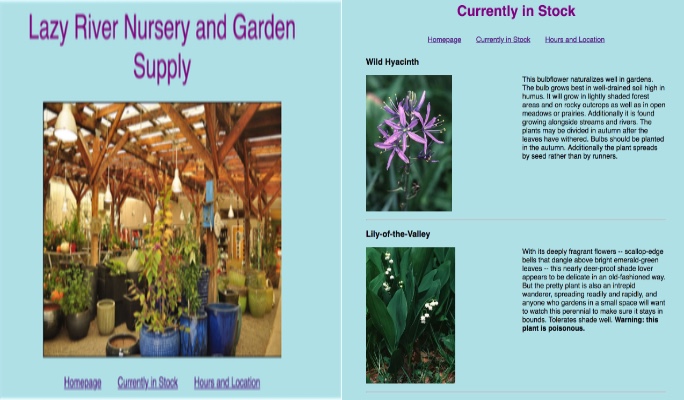 Lazy River Nursery and Garden
Supply
Homepage Currently in Stock Hours and Location
Currently in Stock
Homepage Currently in Stock Hours and Location
Wild Hyacinth
This bulbflower naturalizes well in gardens.
The bulb grows best in well-drained soil high in
humus. It will grow in lightly shaded forest
areas and on rocky outcrops as well as in open
meadows or prairies. Additionally it is found
growing alongside streams and rivers. The
plants may be divided in autumn after the
leaves have withered. Bulbs should be planted
in the autumn. Additionally the plant spreads
by seed rather than by runners.
Lily-of-the-Valley
With its deeply fragrant flowers -- scallop-edge
bells that dangle above bright emerald-green
leaves -- this nearly deer-proof shade lover
appears to be delicate in an old-fashioned way.
But the pretty plant is also an intrepid
wanderer, spreading readily and rapidly, and
anyone who gardens in a small space will want
to watch this perennial to make sure it stays in
bounds. Tolerates shade well. Warning: this
plant is poisonous.